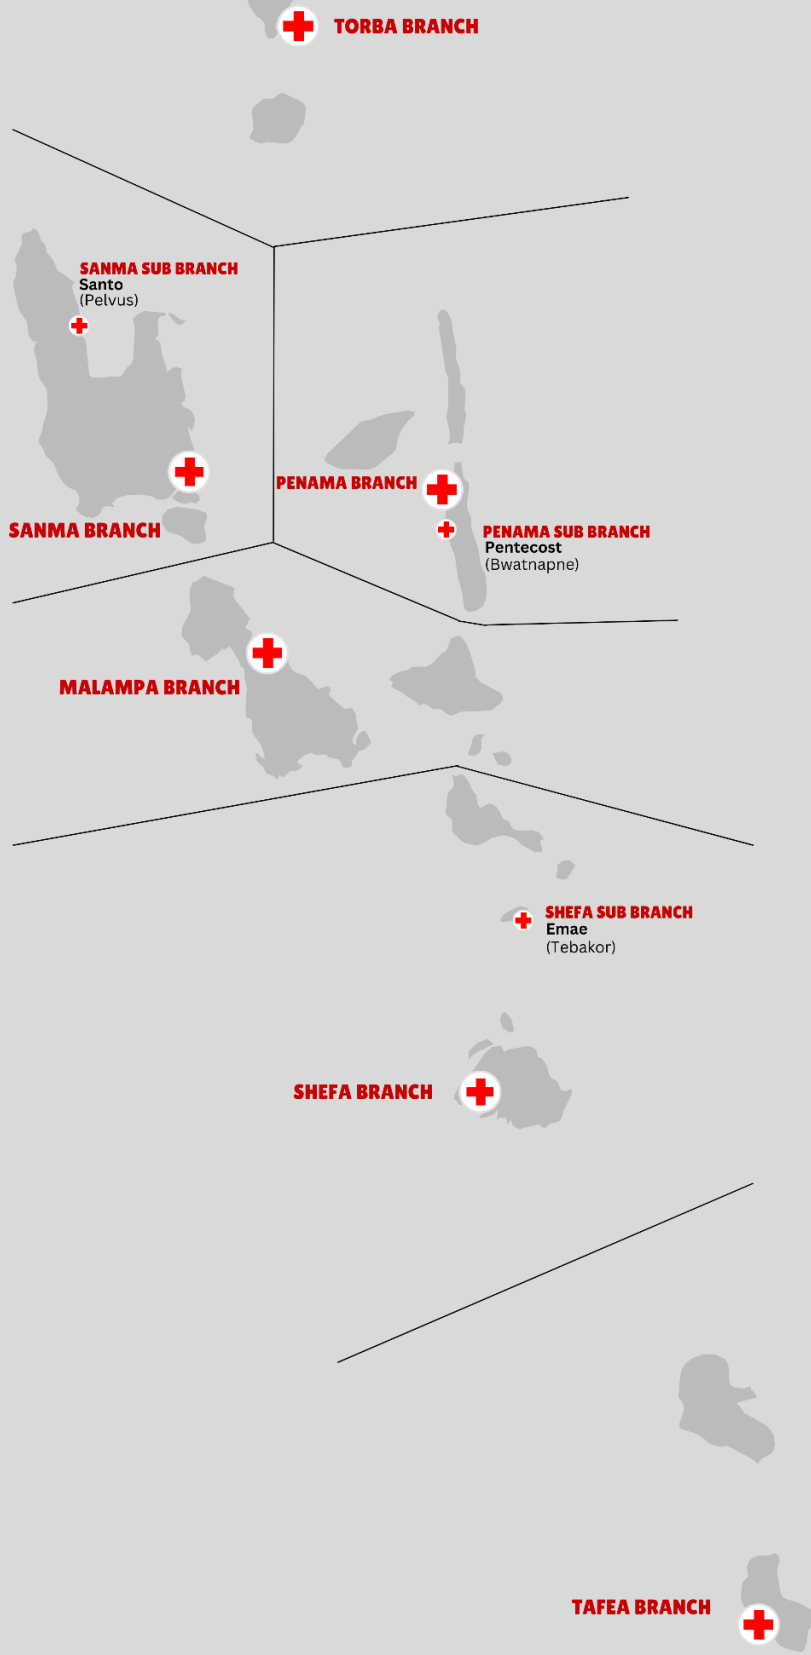 TORBA BRANCH
SANMA SUB BRANCH
Santo
(Pelvus)
PENAMA BRANCH
SANMA BRANCH
PENAMA SUB BRANCH
Pentecost
(Bwatnapne)
MALAMPA BRANCH
SHEFA SUB BRANCH
Emae
(Tebakor)
SHEFA BRANCH
TAFEA BRANCH